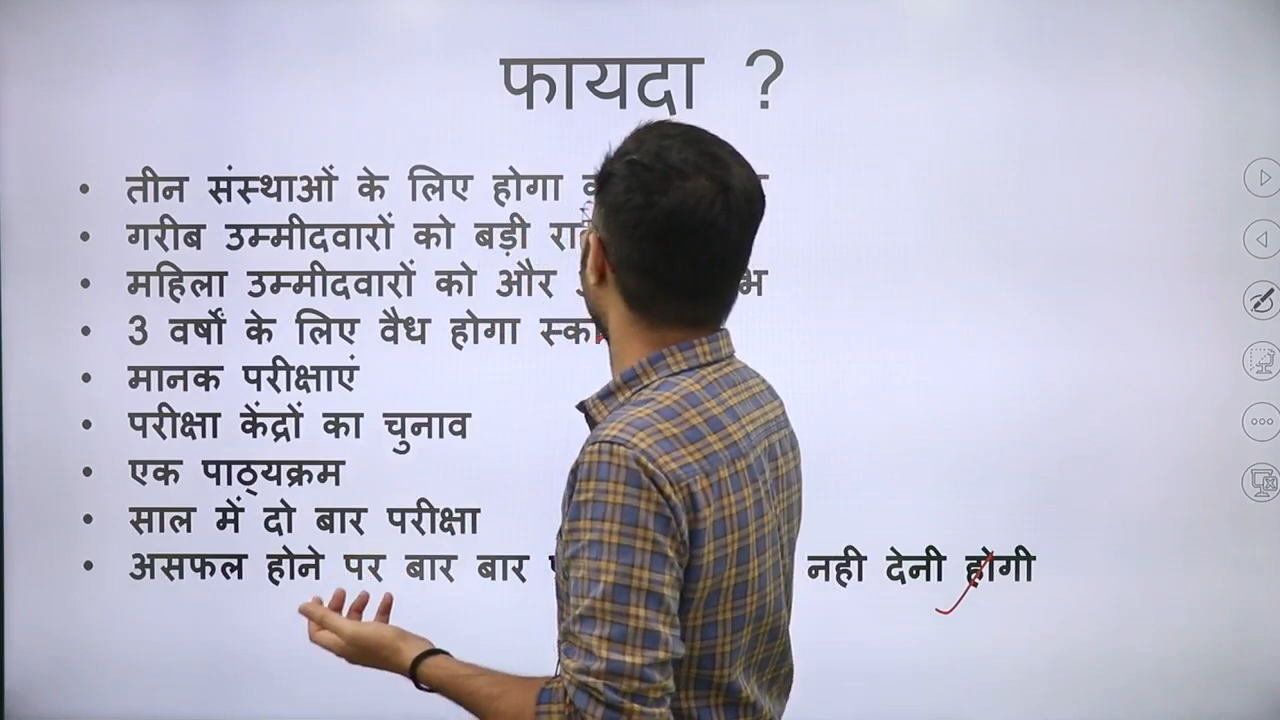 फायदा ?
• तीन संस्थाओं के लिए होगा
• गरीब उम्मीदवारों को बड़ी
• महिला उम्मीदवारों को और
• 3 वर्षों के लिए वैध होगा
• मानक परीक्षाएं
• परीक्षा केंद्रों का चुनाव
• एक पाठ्यक्रम
• साल में दो बार परीक्षा
• असफल होने पर बार बार नही देनी होगी